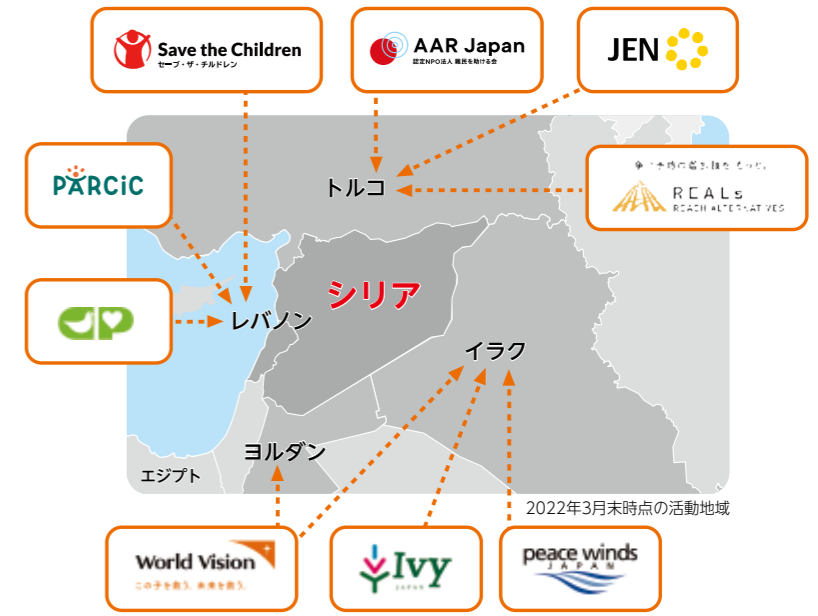 Save the Children
セーブ・ザ・チルドレン
AAR Japan
認定NPO法人 難民を助ける会
JEN
PARCiC
トルコ
REALs
REACH ALTERNATIVES
シリア
レバノン
イラク
ヨルダン
エジプト
2022年3月末時点の活動地域
World Vision
この子を救う。未来を救う。
Ivy
JAPAN
peace winds
JAPAN